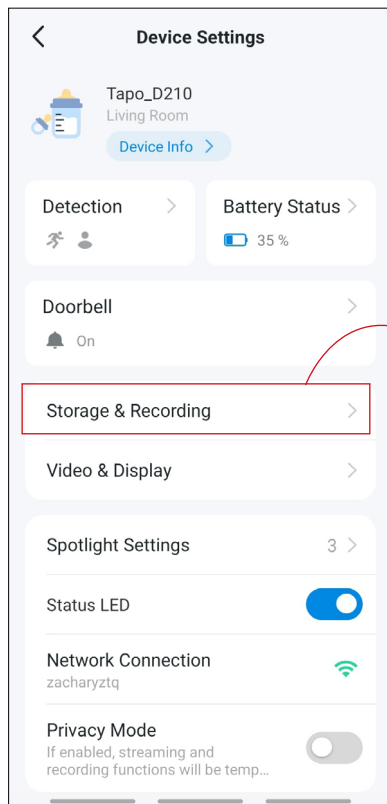 Device Settings
Tapo_D210
Living Room
Device Info
Detection
Battery Status
35 %
Doorbell
On
Storage & Recording
Video & Display
Spotlight Settings
3
Status LED
Network Connection
zacharyztq
Privacy Mode
If enabled, streaming and
recording functions will be temp...